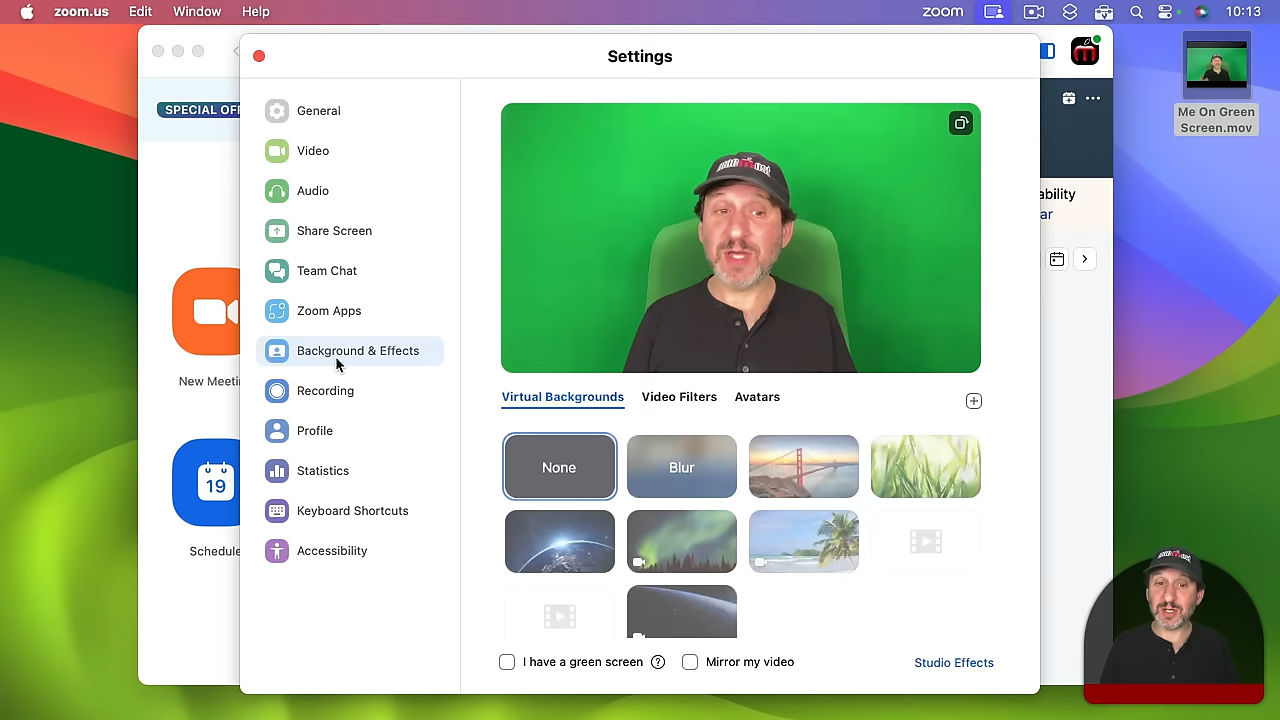 zoom.us Edit Window Help
zoom
10:13
Settings
SPECIAL OF
General
Video
Audio
Share Screen
Team Chat
Zoom Apps
Background & Effects
Recording
Profile
Statistics
Keyboard Shortcuts
Accessibility
New Meeti
19
Schedule
Virtual Backgrounds
Video Filters
Avatars
None
Blur
I have a green screen
?
Mirror my video
Studio Effects
ability
ar
Me On Green
Screen.mov